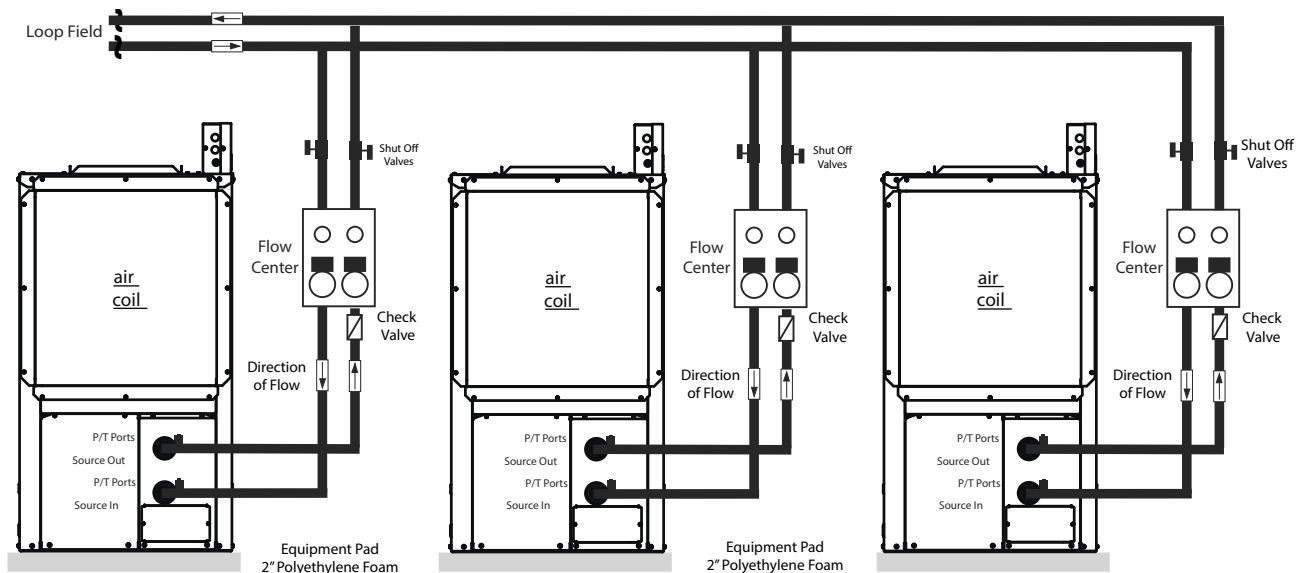 Loop Field
Shut Off
Valves
Flow
Center
air
coil
Check
Valve
Direction
of Flow
P/T Ports
Source Out
P/T Ports
Source In
Equipment Pad
2” Polyethylene Foam
Shut Off
Valves
Flow
Center
air
coil
Check
Valve
Direction
of Flow
P/T Ports
Source Out
P/T Ports
Source In
Equipment Pad
2” Polyethylene Foam
Shut Off
Valves
Flow
Center
air
coil
Check
Valve
Direction
of Flow
P/T Ports
Source Out
P/T Ports
Source In